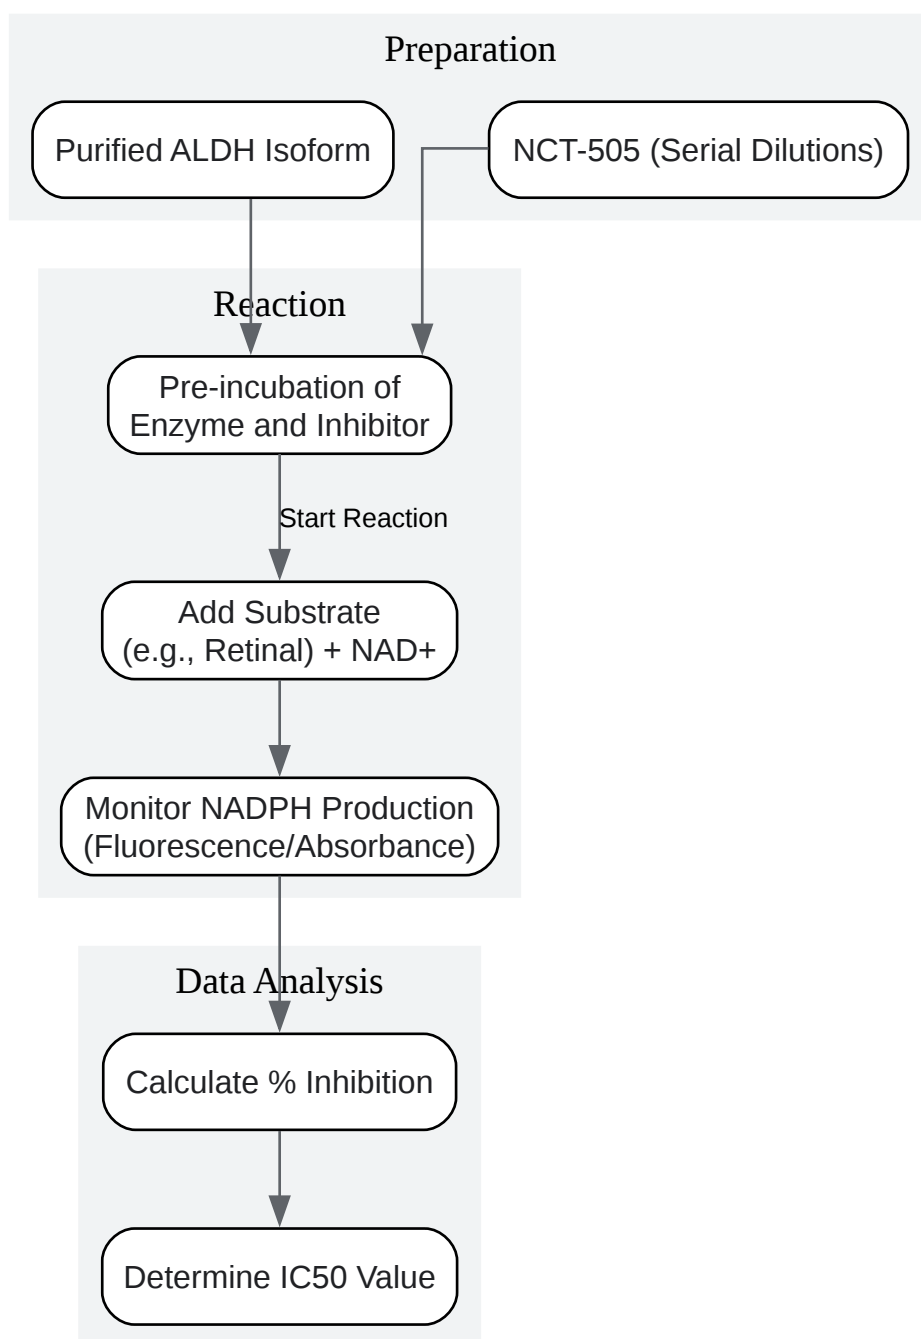 Preparation
Purified ALDH Isoform
NCT-505 (Serial Dilutions)
Reaction
Pre-incubation of
Enzyme and Inhibitor
Start Reaction
Add Substrate
(e.g., Retinal) + NAD+
Monitor NADPH Production
(Fluorescence/Absorbance)
Data Analysis
Calculate % Inhibition
Determine IC50 Value